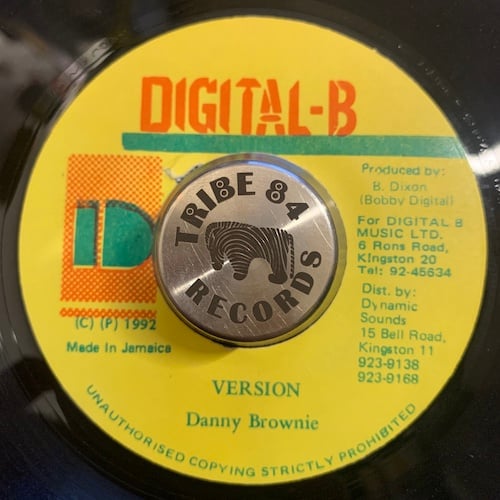 DIGITAL-B
TRIBE 84
RECORDS
Produced by:
B. Dixon
(Bobby Digital)
For DIGITAL B
MUSIC LTD.
6 Rons Road,
Kingston 20
Tel: 92-45634
Dist. by:
Dynamic
Sounds
15 Bell Road,
Kingston 11
923-9138
923-9168
D
(C) (P) 1992
Made in Jamaica
VERSION
Danny Brownie
UNAUTHORISED COPYING STRICTLY PROHIBITED